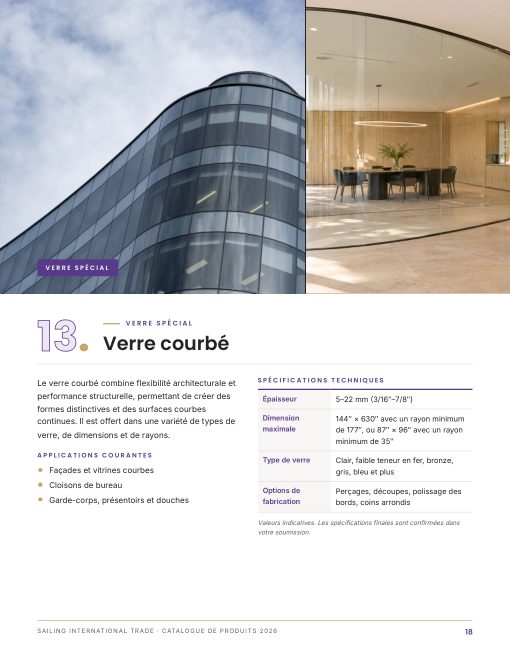 VERRE SPÉCIAL
13.
VERRE SPÉCIAL
Verre courbé
Le verre courbé combine flexibilité architecturale et
performance structurelle, permettant de créer des
formes distinctives et des surfaces courbes
continues. Il est offert dans une variété de types de
verre, de dimensions et de rayons.
APPLICATIONS COURANTES
Façades et vitrines courbes
Cloisons de bureau
Garde-corps, présentoirs et douches
SPÉCIFICATIONS TECHNIQUES
Épaisseur
5–22 mm (3/16"–7/8")
Dimension
maximale
144" × 630" avec un rayon minimum
de 177", ou 87" × 96" avec un rayon
minimum de 35"
Type de verre
Clair, faible teneur en fer, bronze,
gris, bleu et plus
Options de
fabrication
Perçages, découpes, polissage des
bords, coins arrondis
Valeurs indicatives. Les spécifications finales sont confirmées dans
votre soumission.
SAILING INTERNATIONAL TRADE · CATALOGUE DE PRODUITS 2026
18